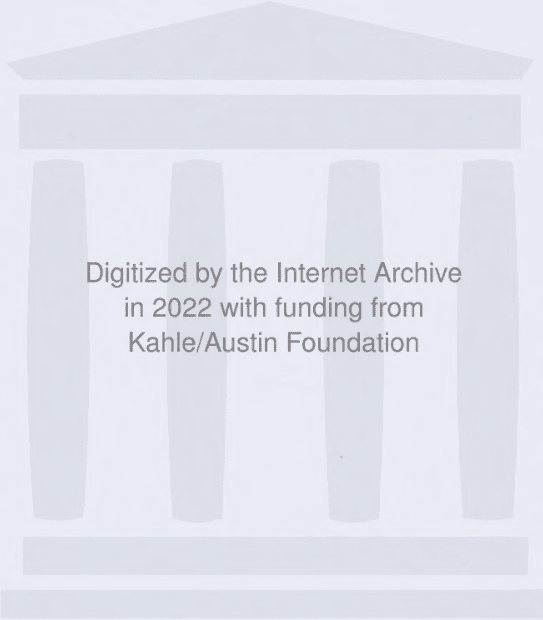 Digitized by the Internet Archive
in 2022 with funding from
Kahle/Austin Foundation